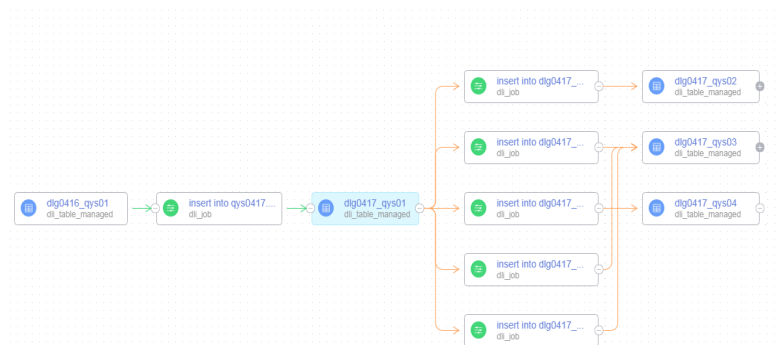 insert into dlg0417_...
dli_job
dlg0417_qys02
dli_table_managed
insert into dlg0417_...
dli_job
dlg0417_qys03
dli_table_managed
dlg0416_qys01
dli_table_managed
insert into qys0417....
dli_job
dlg0417_qys01
dli_table_managed
insert into dlg0417_...
dli_job
dlg0417_qys04
dli_table_managed
insert into dlg0417_...
dli_job
insert into dlg0417_...
dli_job